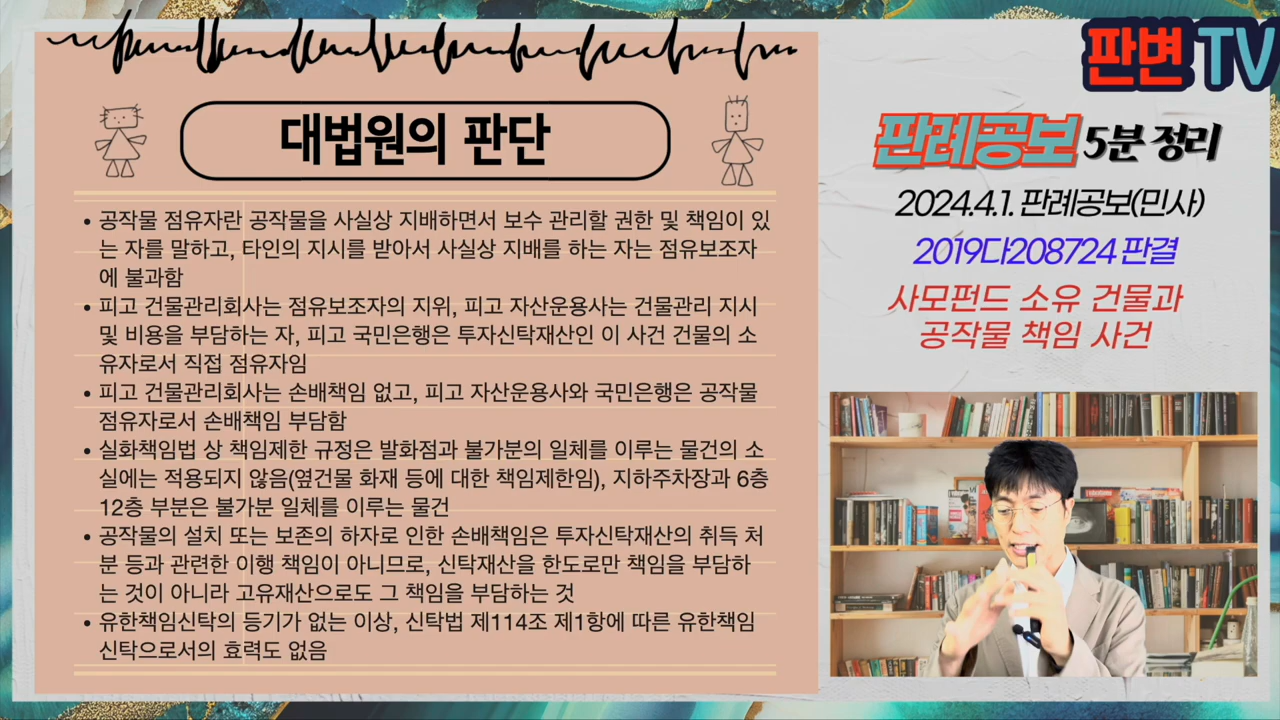 판변 TV
대법원의 판단
• 공작물 점유자란 공작물을 사실상 지배하면서 보수 관리할 권한 및 책임이 있
는 자를 말하고, 타인의 지시를 받아서 사실상 지배를 하는 자는 점유보조자
에 불과함
• 피고 건물관리회사는 점유보조자의 지위, 피고 자산운용사는 건물관리 지시
및 비용을 부담하는 자, 피고 국민은행은 투자신탁재산인 이 사건 건물의 소
유자로서 직접 점유자임
• 피고 건물관리회사는 손배책임 없고, 피고 자산운용사와 국민은행은 공작물
점유자로서 손배책임 부담함
• 실화책임법 상 책임제한 규정은 발화점과 불가분의 일체를 이루는 물건의 소
실에는 적용되지 않음(옆건물 화재 등에 대한 책임제한임), 지하주차장과 6층
12층 부분은 불가분 일체를 이루는 물건
• 공작물의 설치 또는 보존의 하자로 인한 손배책임은 투자신탁재산의 취득 처
분 등과 관련한 이행 책임이 아니므로, 신탁재산을 한도로만 책임을 부담하
는 것이 아니라 고유재산으로도 그 책임을 부담하는 것
• 유한책임신탁의 등기가 없는 이상, 신탁법 제114조 제1항에 따른 유한책임
신탁으로서의 효력도 없음
판례공보 5분 정리
2024.4.1. 판례공보(민사)
2019다208724 판결
사모펀드 소유 건물과
공작물 책임 사건